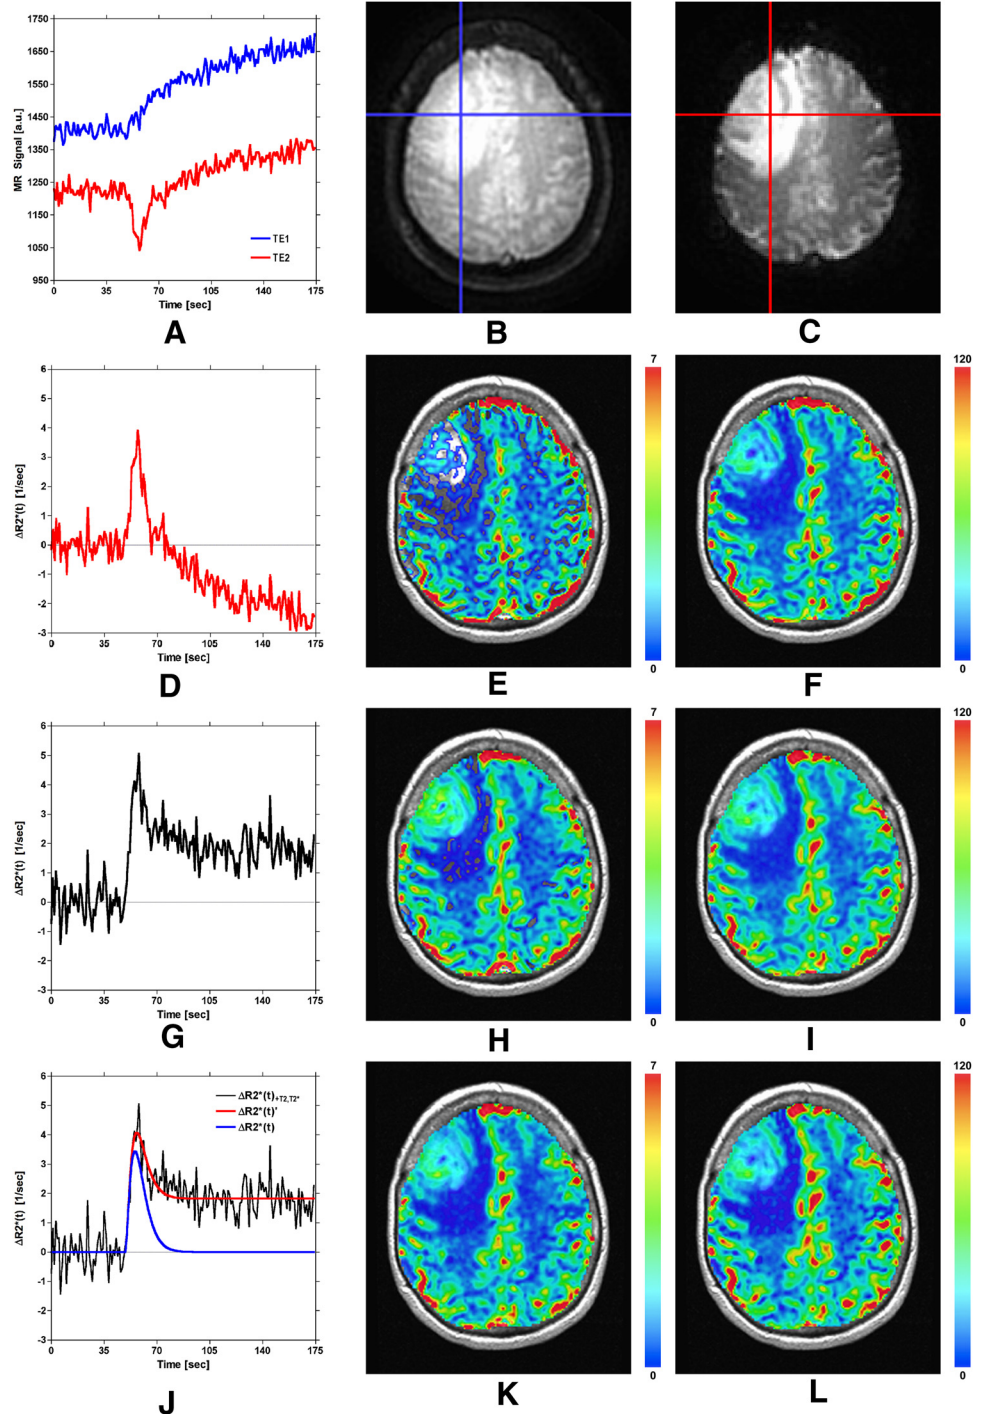 1750
1650
1550
1450
1350
1250
1150
1050
950
MR Signal [a.u.]
TE1
TE2
0 35 70 105 140 175
Time [sec]
A
B
C
6
5
4
3
2
1
0
-1
-2
-3
ΔR2*(t) [1/sec]
0 35 70 105 140 175
Time [sec]
D
7
0
E
120
0
F
6
5
4
3
2
1
0
-1
-2
-3
ΔR2*(t) [1/sec]
0 35 70 105 140 175
Time [sec]
G
7
0
H
120
0
I
6
5
4
3
2
1
0
-1
-2
-3
ΔR2*(t) [1/sec]
ΔR2*(t)+T2,T2*
ΔR2*(t)'
ΔR2*(t)
0 35 70 105 140 175
Time [sec]
J
7
0
K
120
0
L